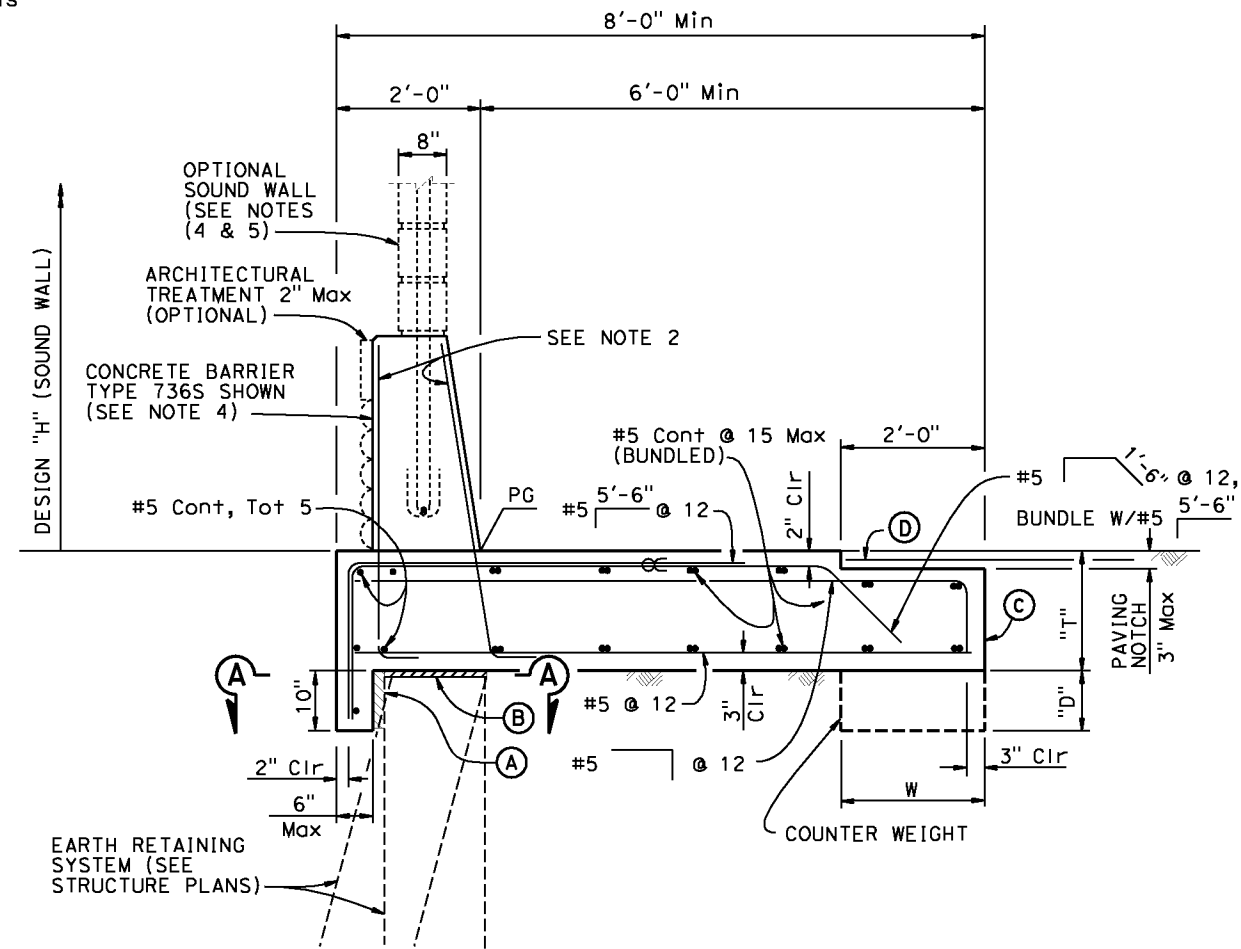 8'-0" Min
2'-0"
6'-0" Min
8"
OPTIONAL
SOUND WALL
(SEE NOTES
(4 & 5)
DESIGN "H" (SOUND WALL)
ARCHITECTURAL
TREATMENT 2" Max
(OPTIONAL)
SEE NOTE 2
CONCRETE BARRIER
TYPE 736S SHOWN
(SEE NOTE 4)
#5 Cont @ 15 Max
(BUNDLED)
2'-0"
#5 1'-6" @ 12,
BUNDLE W/#5 5'-6"
#5 Cont, Tot 5
PG
#5 5'-6" @ 12
2" Clr
D
C
"T"
PAVING
NOTCH
3" Max
A
A
10"
B
#5 @ 12
3"
Clr
"D"
A
#5 @ 12
3" Clr
2" Clr
6"
Max
W
COUNTER WEIGHT
EARTH RETAINING
SYSTEM (SEE
STRUCTURE PLANS)